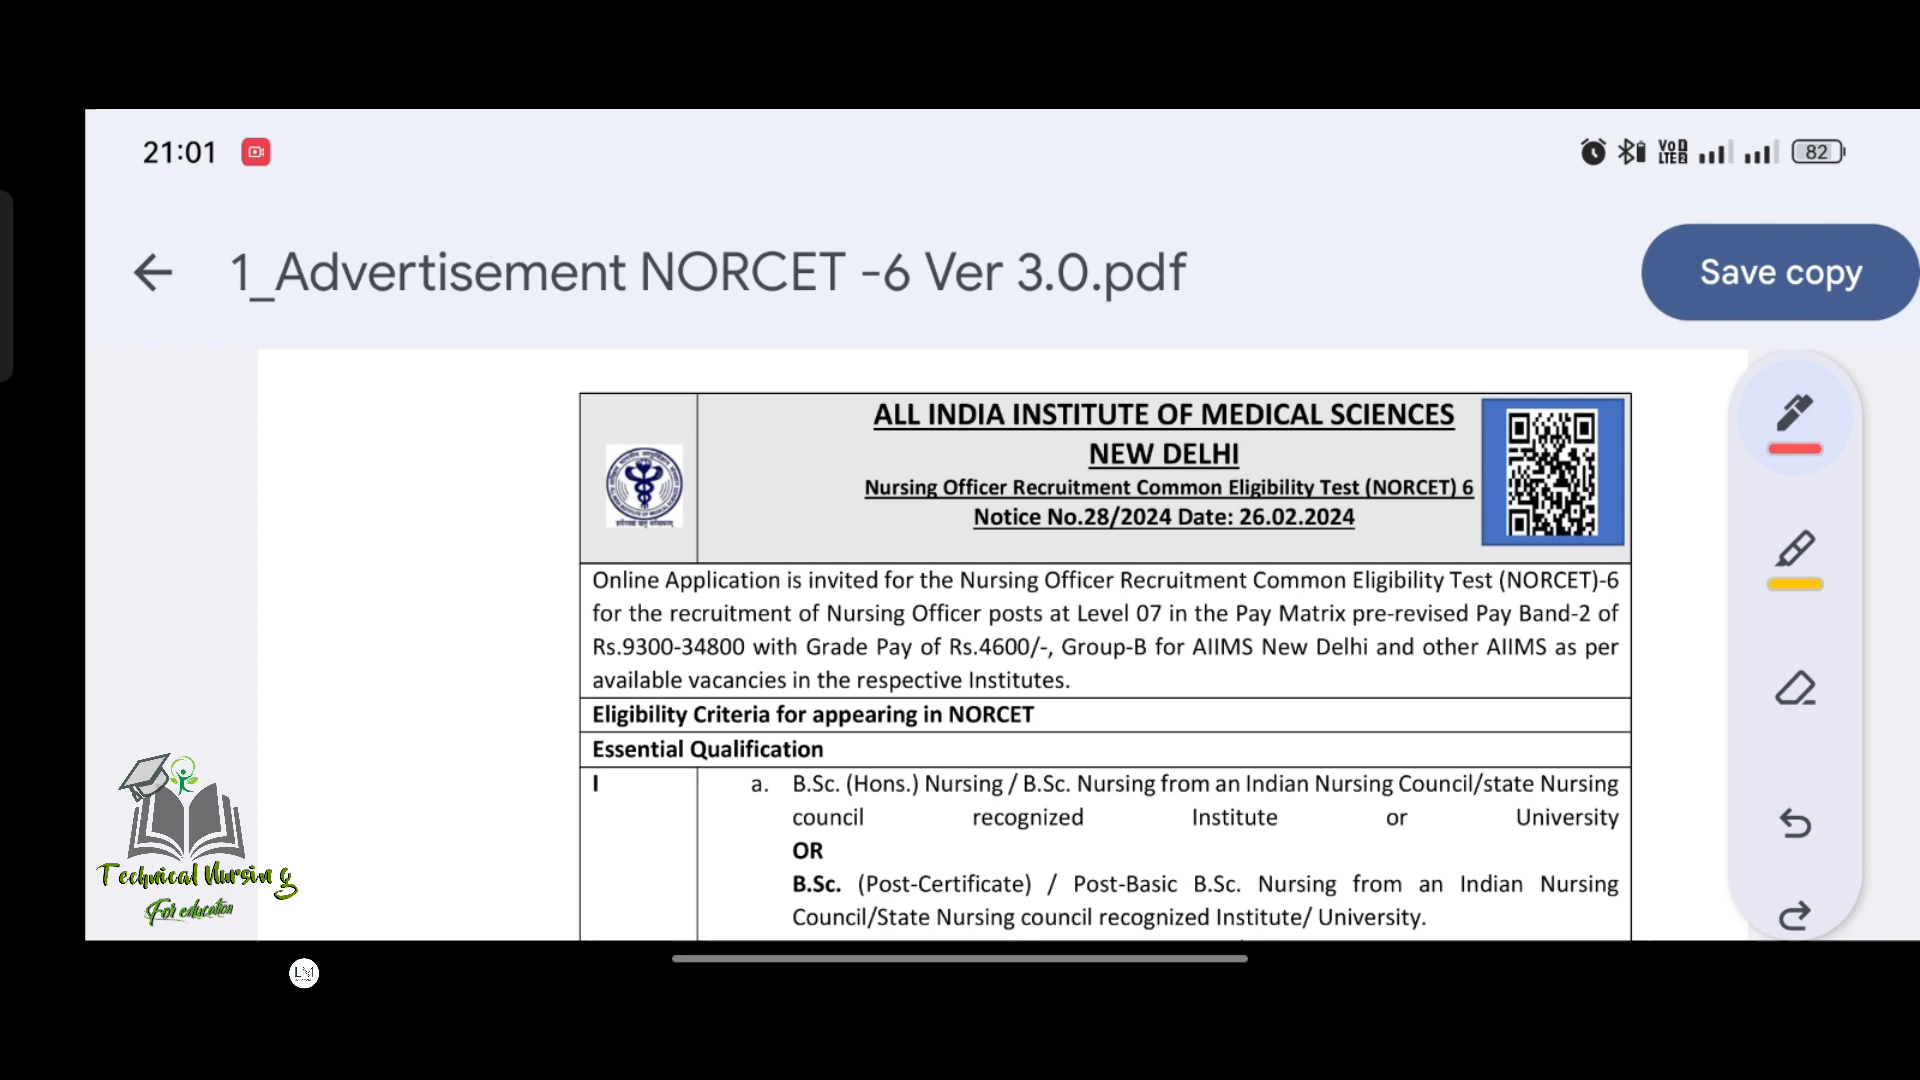 21:01
VoD
LTE2
82
1_Advertisement NORCET -6 Ver 3.0.pdf
Save copy
ALL INDIA INSTITUTE OF MEDICAL SCIENCES
NEW DELHI
Nursing Officer Recruitment Common Eligibility Test (NORCET) 6
Notice No.28/2024 Date: 26.02.2024
Online Application is invited for the Nursing Officer Recruitment Common Eligibility Test (NORCET)-6
for the recruitment of Nursing Officer posts at Level 07 in the Pay Matrix pre-revised Pay Band-2 of
Rs.9300-34800 with Grade Pay of Rs.4600/-, Group-B for AIIMS New Delhi and other AIIMS as per
available vacancies in the respective Institutes.
Eligibility Criteria for appearing in NORCET
Essential Qualification
I
a. B.Sc. (Hons.) Nursing / B.Sc. Nursing from an Indian Nursing Council/state Nursing
council recognized Institute or University
OR
B.Sc. (Post-Certificate) / Post-Basic B.Sc. Nursing from an Indian Nursing
Council/State Nursing council recognized Institute/ University.
Technical Nursing
For education
LM